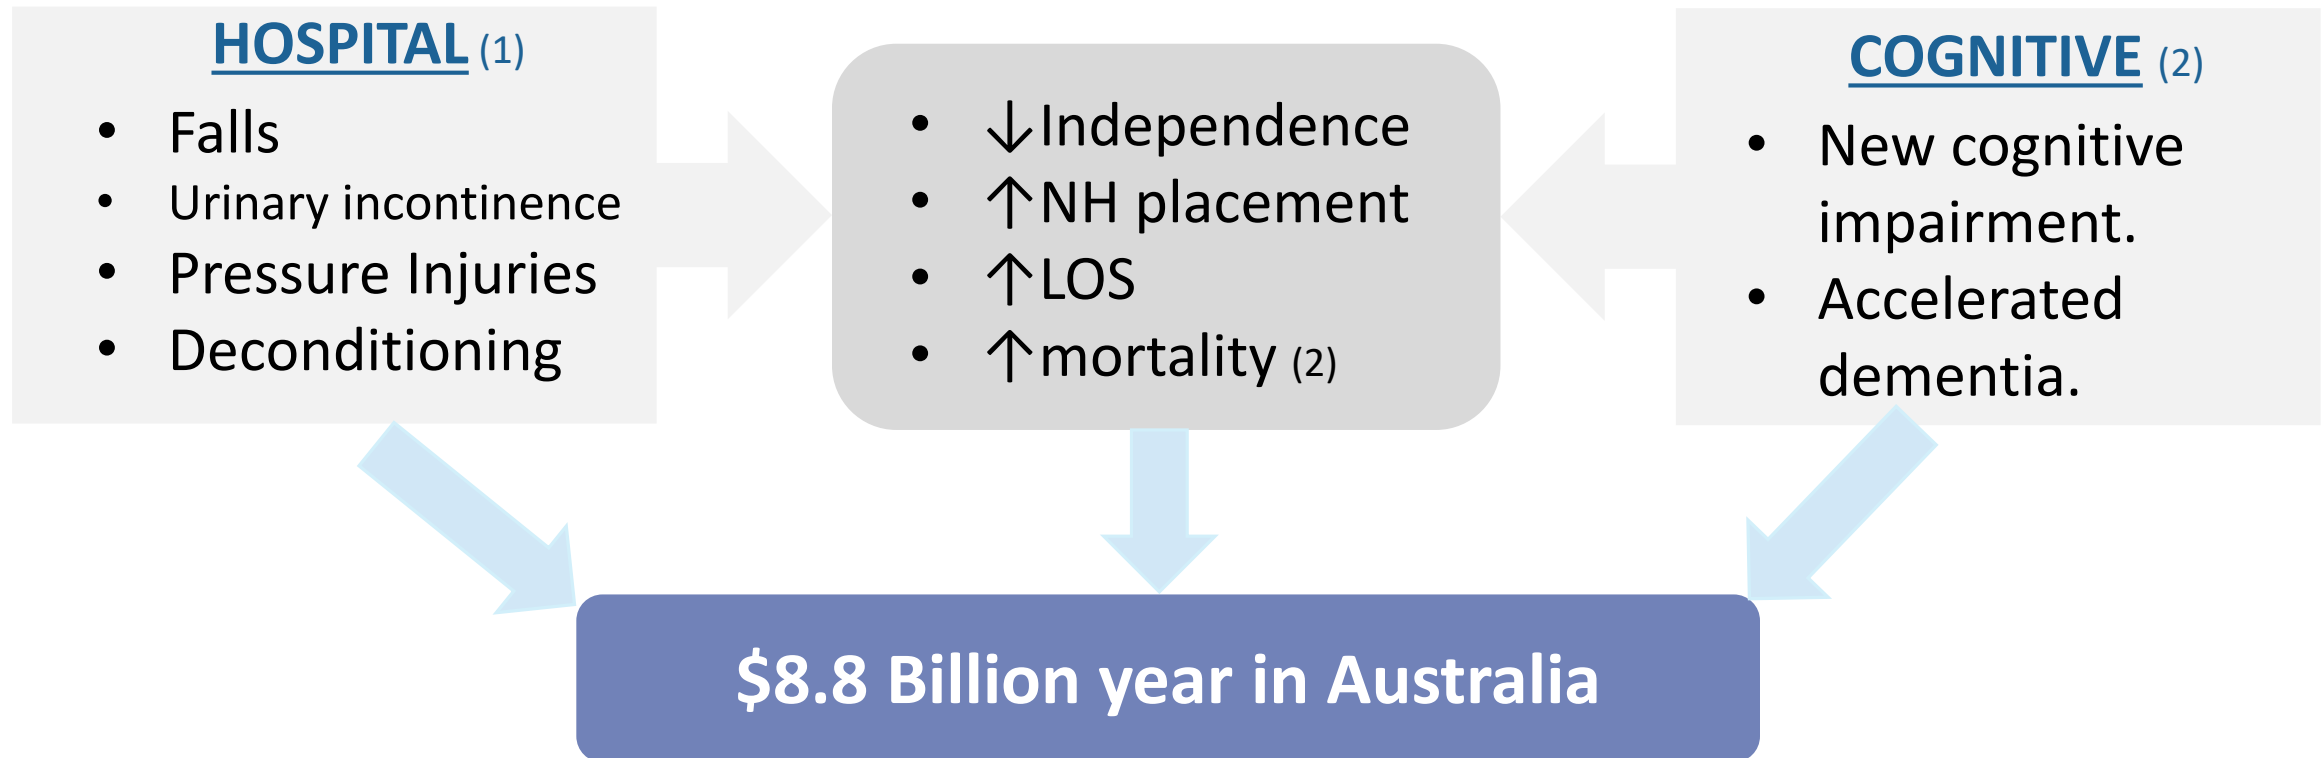 HOSPITAL (1)
• Falls
• Urinary incontinence
• Pressure Injuries
• Deconditioning
• ↓Independence
• ↑NH placement
• ↑LOS
• ↑mortality (2)
COGNITIVE (2)
• New cognitive
impairment.
• Accelerated
dementia.
$8.8 Billion year in Australia